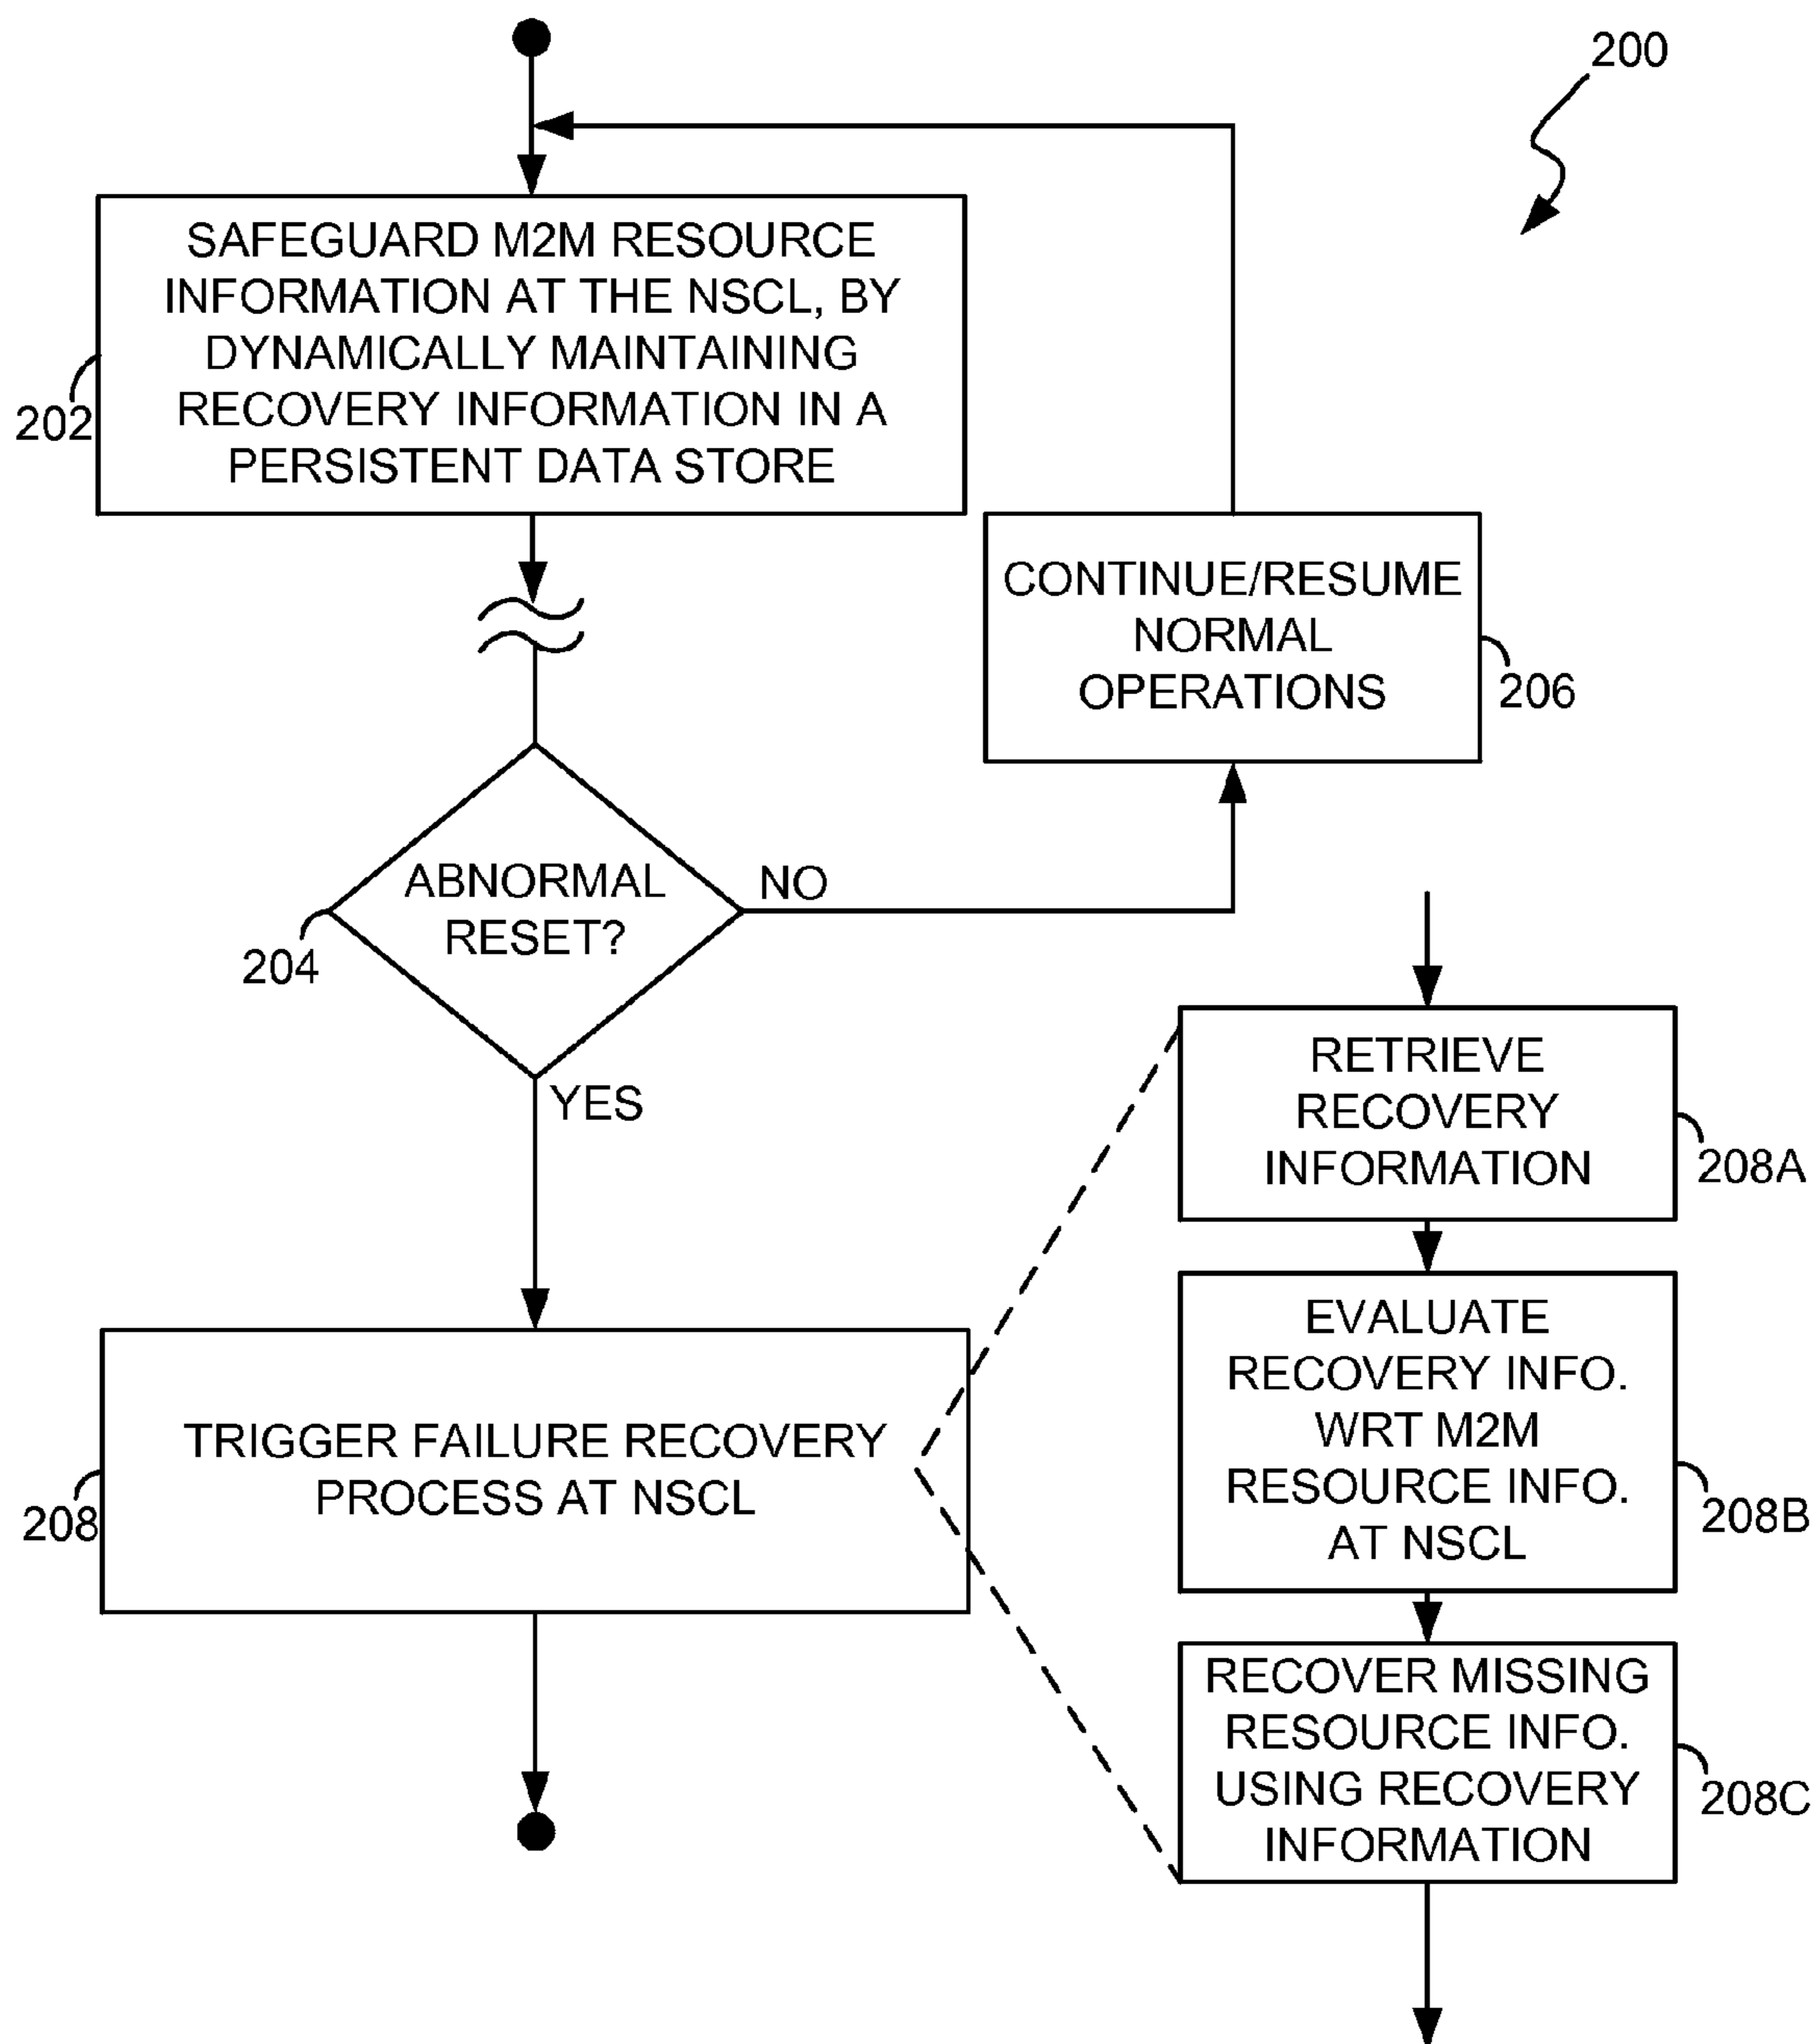 200
SAFEGUARD M2M RESOURCE
INFORMATION AT THE NSCL, BY
DYNAMICALLY MAINTAINING
RECOVERY INFORMATION IN A
PERSISTENT DATA STORE
202
CONTINUE/RESUME
NORMAL
OPERATIONS
206
ABNORMAL
RESET?
204
NO
YES
TRIGGER FAILURE RECOVERY
PROCESS AT NSCL
208
RETRIEVE
RECOVERY
INFORMATION
208A
EVALUATE
RECOVERY INFO.
WRT M2M
RESOURCE INFO.
AT NSCL
208B
RECOVER MISSING
RESOURCE INFO.
USING RECOVERY
INFORMATION
208C